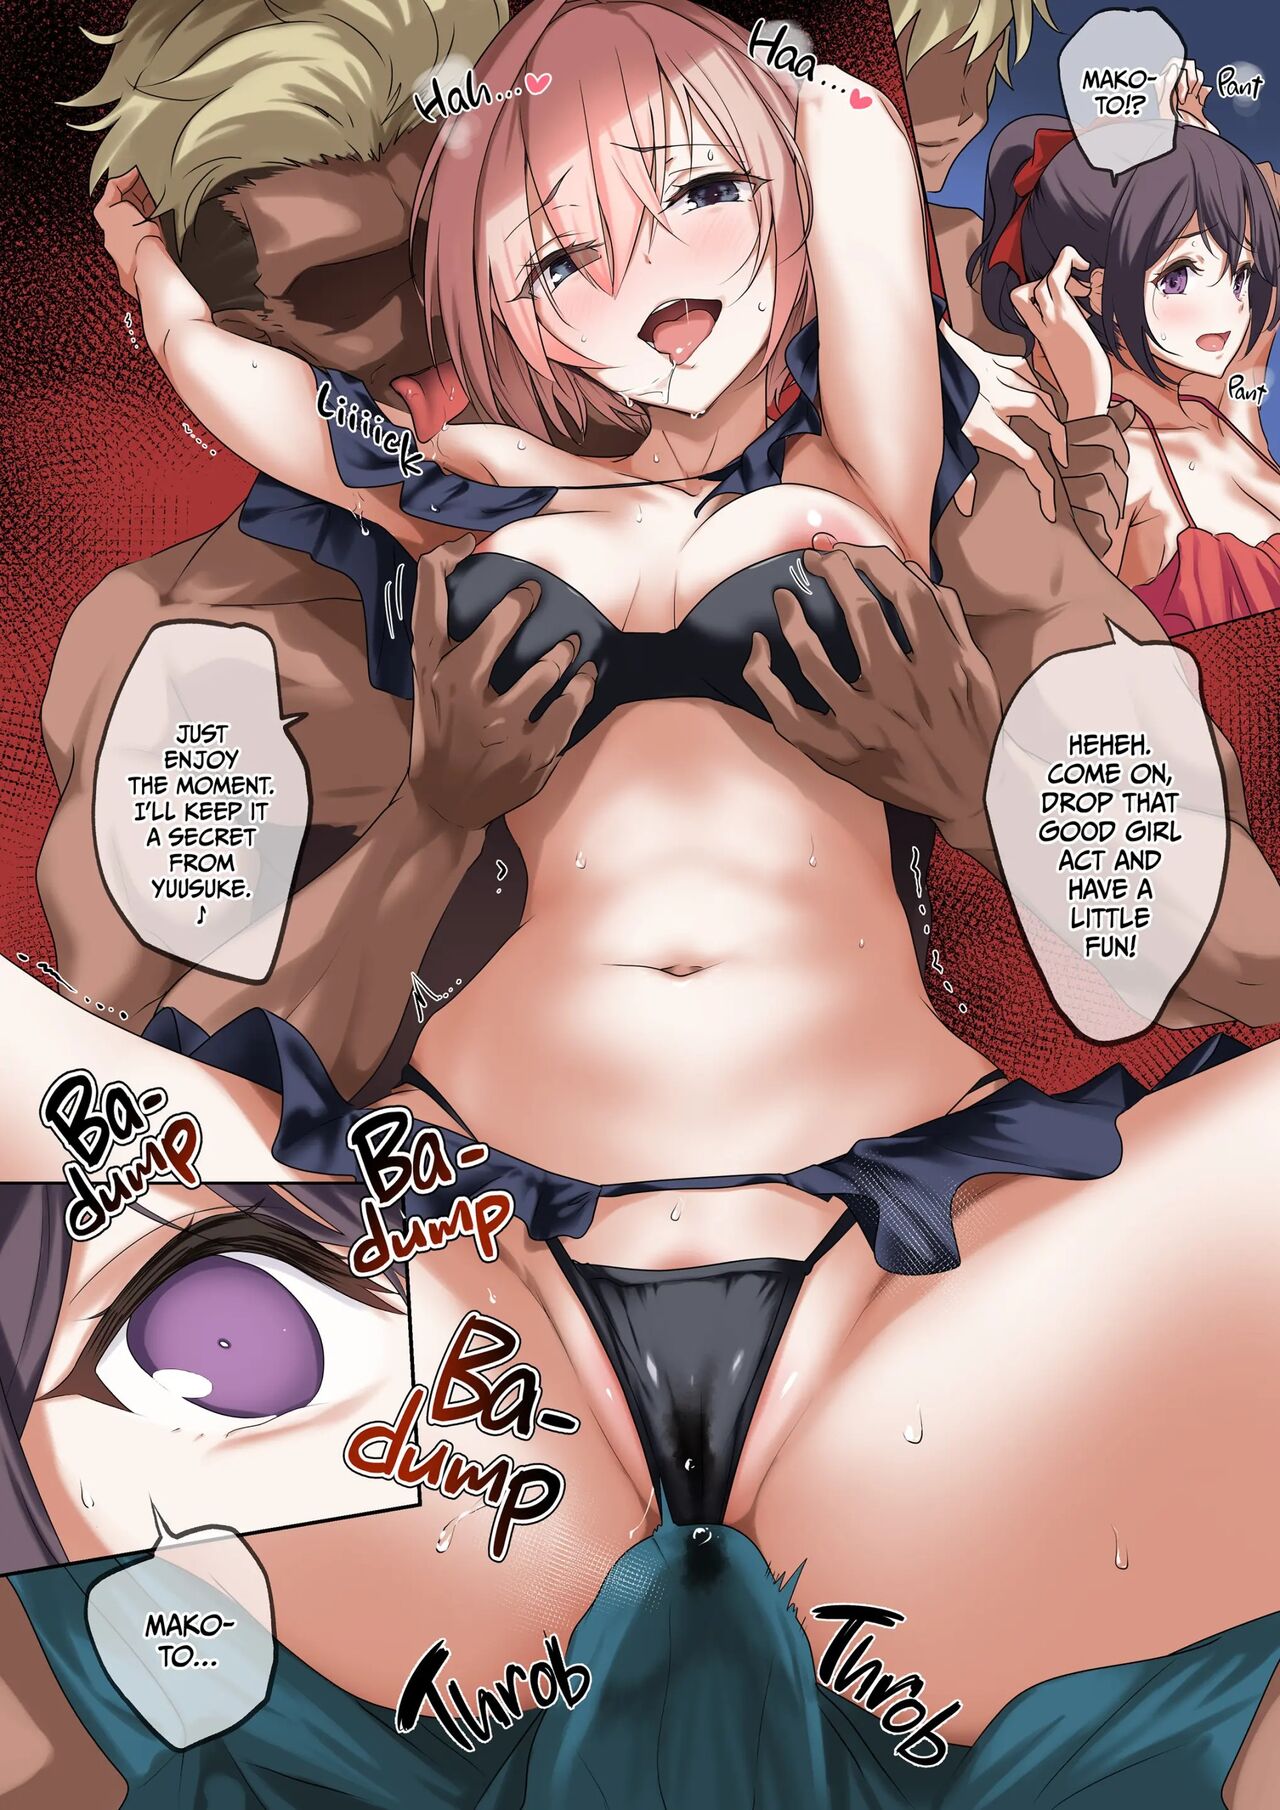 MAKO-
TO!?
Pant
Haa...♥
Hah...♥
Pant
Liiiiick
HEHEH.
COME ON,
DROP THAT
GOOD GIRL
ACT AND
HAVE A
LITTLE
FUN!
JUST
ENJOY
THE MOMENT.
I'LL KEEP IT
A SECRET
FROM
YUUSUKE.
♪
Ba-
dump
Ba-
dump
Ba-
dump
MAKO-
TO...
Throb
Throb